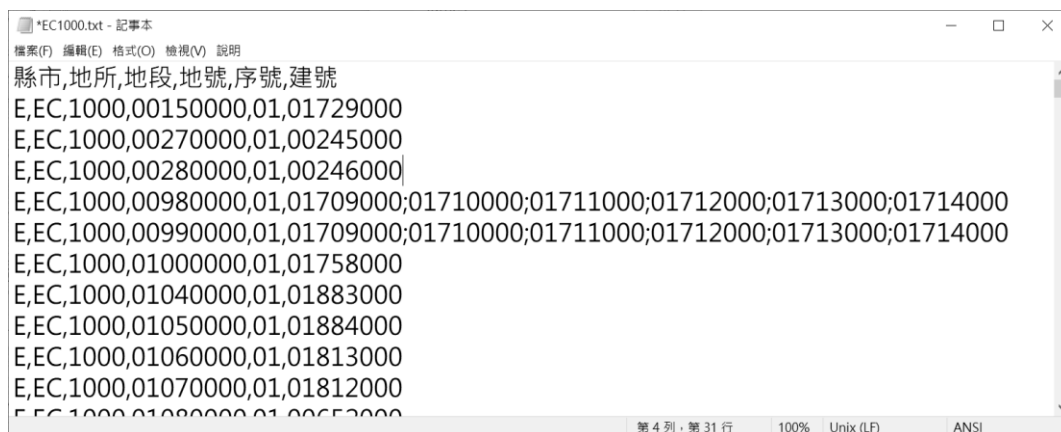 *EC1000.txt - 記事本
檔案(F) 編輯(E) 格式(O) 檢視(V) 說明
縣市,地所,地段,地號,序號,建號
E,EC,1000,00150000,01,01729000
E,EC,1000,00270000,01,00245000
E,EC,1000,00280000,01,00246000
E,EC,1000,00980000,01,01709000;01710000;01711000;01712000;01713000;01714000
E,EC,1000,00990000,01,01709000;01710000;01711000;01712000;01713000;01714000
E,EC,1000,01000000,01,01758000
E,EC,1000,01040000,01,01883000
E,EC,1000,01050000,01,01884000
E,EC,1000,01060000,01,01813000
E,EC,1000,01070000,01,01812000
E,EC,1000,01080000,01,00652000
第 4 列,第 31 行 100% Unix (LF) ANSI